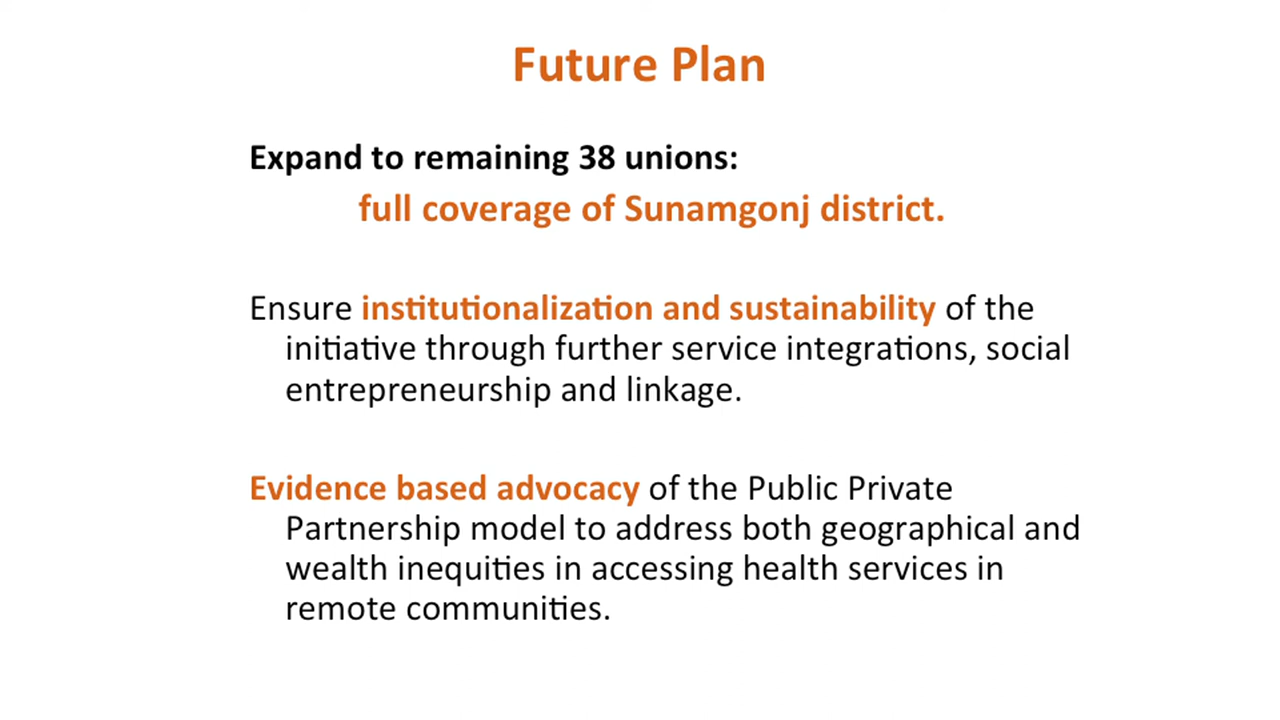 Future Plan
Expand to remaining 38 unions:
full coverage of Sunamgonj district.
Ensure institutionalization and sustainability of the
initiative through further service integrations, social
entrepreneurship and linkage.
Evidence based advocacy of the Public Private
Partnership model to address both geographical and
wealth inequities in accessing health services in
remote communities.